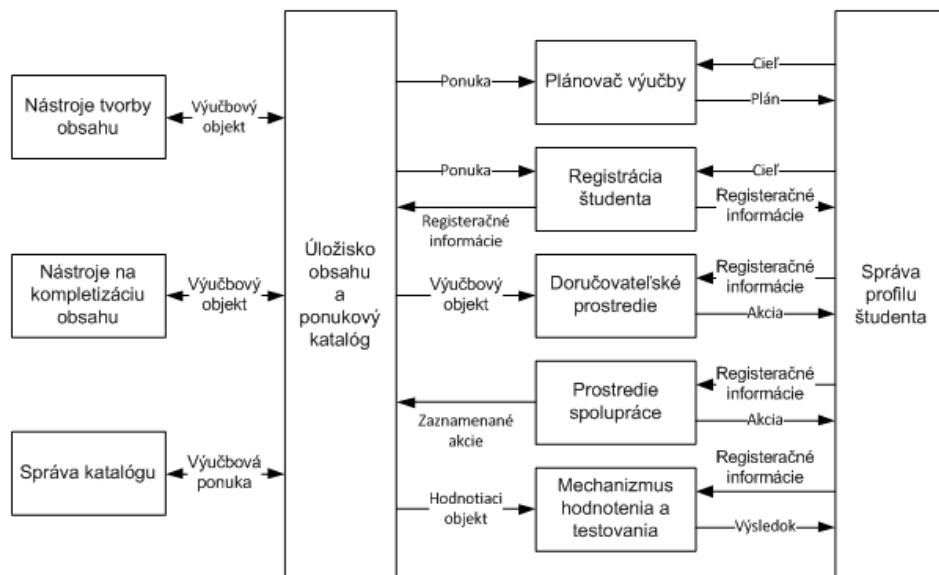 Nástroje tvorby
obsahu
Výučbový
objekt
Nástroje na
kompletizáciu
obsahu
Výučbový
objekt
Správa katalógu
Výučbová
ponuka
Úložisko
obsahu
a
ponukový
katalóg
Ponuka
Plánovač výučby
Cieľ
Plán
Ponuka
Registeračné
informácie
Registrácia
študenta
Cieľ
Registeračné
informácie
Výučbový
objekt
Doručovateľské
prostredie
Registeračné
informácie
Akcia
Zaznamenané
akcie
Prostredie
spolupráce
Registeračné
informácie
Akcia
Hodnotiaci
objekt
Mechanizmus
hodnotenia a
testovania
Registeračné
informácie
Výsledok
Správa
profilu
študenta